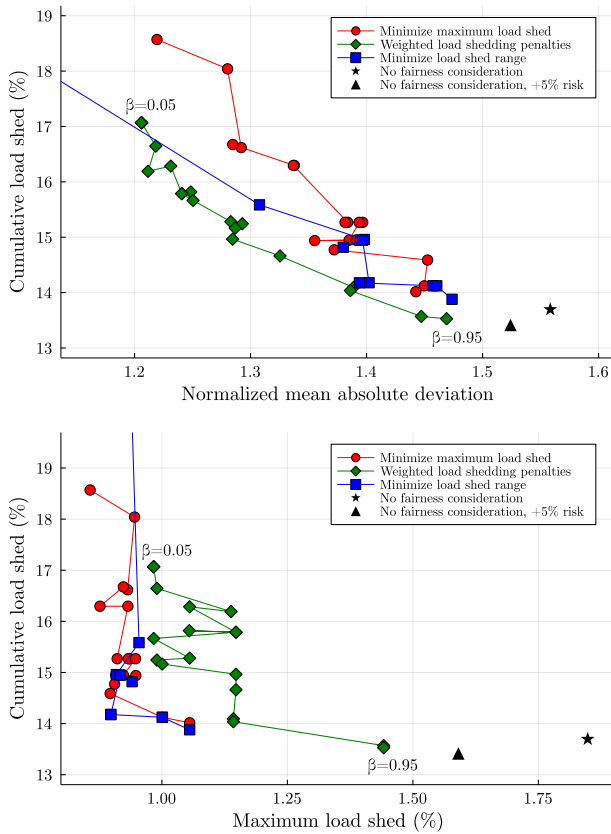 19
18
17
16
15
14
13
Cumulative load shed (%)
Minimize maximum load shed
Weighted load shedding penalties
Minimize load shed range
No fairness consideration
No fairness consideration, +5% risk
β=0.05
β=0.95
1.2 1.3 1.4 1.5 1.6
Normalized mean absolute deviation
19
18
17
16
15
14
13
Cumulative load shed (%)
Minimize maximum load shed
Weighted load shedding penalties
Minimize load shed range
No fairness consideration
No fairness consideration, +5% risk
β=0.05
β=0.95
1.00 1.25 1.50 1.75
Maximum load shed (%)